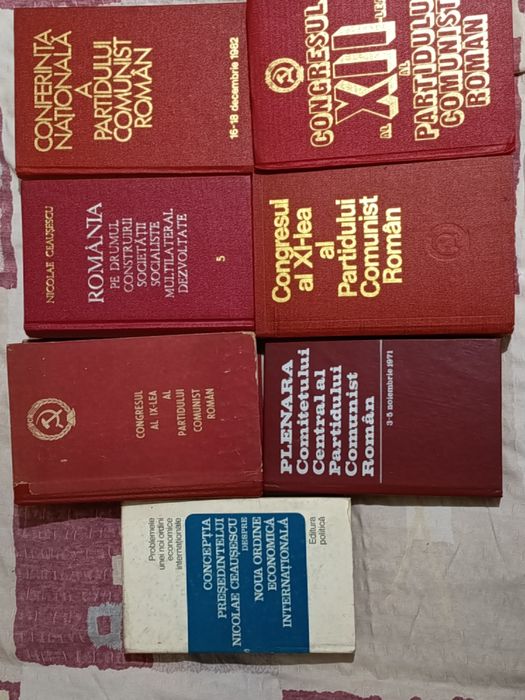 CONFERINȚA
NAȚIONALĂ
A
PARTIDULUI
COMUNIST
ROMÂN
16-18 decembrie 1982
CONGRESUL
AL XII-LEA
AL
PARTIDULUI
COMUNIST
ROMÂN
NICOLAE CEAUȘESCU
ROMÂNIA
PE DRUMUL
CONSTRUIRII
SOCIETĂȚII
SOCIALISTE
MULTILATERAL
DEZVOLTATE
5
Congresul
al XI-lea
al
Partidului
Comunist
Român
CONGRESUL
AL IX-LEA
AL
PARTIDULUI
COMUNIST
ROMÂN
PLENARA
Comitetului
Central al
Partidului
Comunist
Român
3-5 noiembrie 1971
Problemele
unei noi ordini
economice
internaționale
CONCEPȚIA
PREȘEDINTELUI
NICOLAE CEAUȘESCU
DESPRE
NOUA ORDINE
ECONOMICĂ
INTERNAȚIONALĂ
Editura
politică